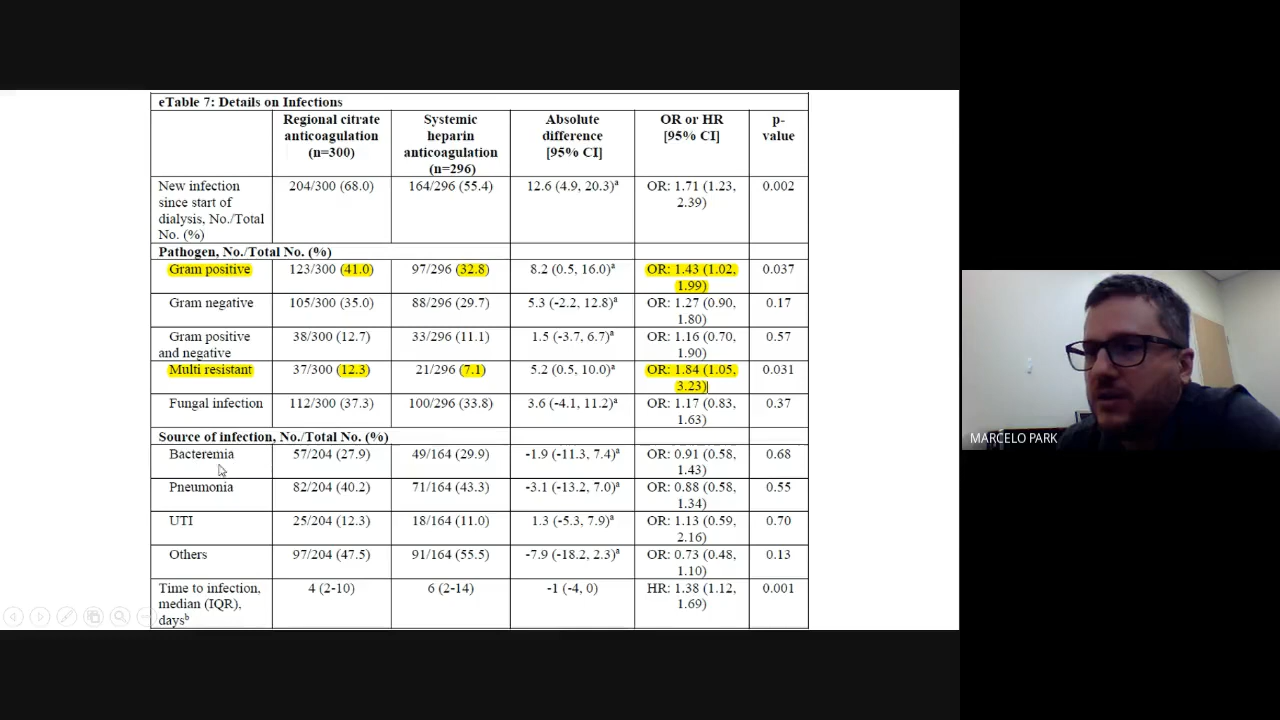 eTable 7: Details on Infections
Regional citrate anticoagulation (n=300) Systemic heparin anticoagulation (n=296) Absolute difference [95% CI] OR or HR [95% CI] p-value
New infection since start of dialysis, No./Total No. (%) 204/300 (68.0) 164/296 (55.4) 12.6 (4.9, 20.3)ᵃ OR: 1.71 (1.23, 2.39) 0.002
Pathogen, No./Total No. (%)
Gram positive 123/300 (41.0) 97/296 (32.8) 8.2 (0.5, 16.0)ᵃ OR: 1.43 (1.02, 1.99) 0.037
Gram negative 105/300 (35.0) 88/296 (29.7) 5.3 (-2.2, 12.8)ᵃ OR: 1.27 (0.90, 1.80) 0.17
Gram positive and negative 38/300 (12.7) 33/296 (11.1) 1.5 (-3.7, 6.7)ᵃ OR: 1.16 (0.70, 1.90) 0.57
Multi resistant 37/300 (12.3) 21/296 (7.1) 5.2 (0.5, 10.0)ᵃ OR: 1.84 (1.05, 3.23) 0.031
Fungal infection 112/300 (37.3) 100/296 (33.8) 3.6 (-4.1, 11.2)ᵃ OR: 1.17 (0.83, 1.63) 0.37
Source of infection, No./Total No. (%)
Bacteremia 57/204 (27.9) 49/164 (29.9) -1.9 (-11.3, 7.4)ᵃ OR: 0.91 (0.58, 1.43) 0.68
Pneumonia 82/204 (40.2) 71/164 (43.3) -3.1 (-13.2, 7.0)ᵃ OR: 0.88 (0.58, 1.34) 0.55
UTI 25/204 (12.3) 18/164 (11.0) 1.3 (-5.3, 7.9)ᵃ OR: 1.13 (0.59, 2.16) 0.70
Others 97/204 (47.5) 91/164 (55.5) -7.9 (-18.2, 2.3)ᵃ OR: 0.73 (0.48, 1.10) 0.13
Time to infection, median (IQR), daysᵇ 4 (2-10) 6 (2-14) -1 (-4, 0) HR: 1.38 (1.12, 1.69) 0.001
MARCELO PARK